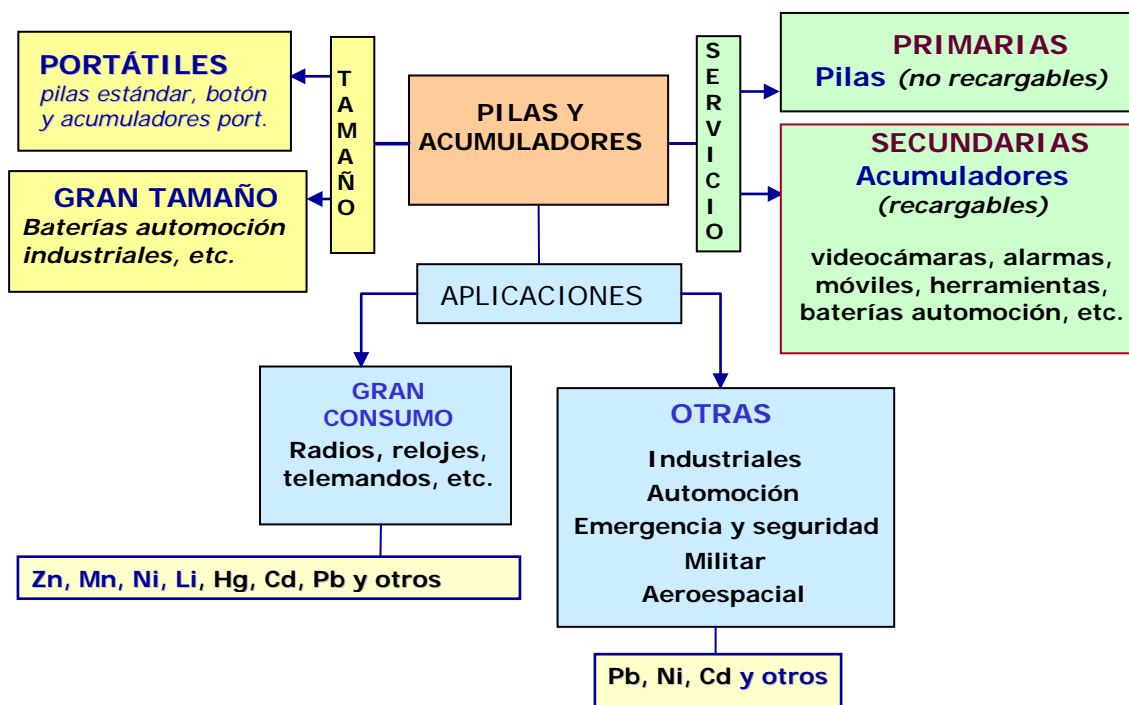 PILAS Y
ACUMULADORES
TAMAÑO
PORTÁTILES
pilas estándar, botón
y acumuladores port.
GRAN TAMAÑO
Baterías automoción
industriales, etc.
SERVICIO
PRIMARIAS
Pilas (no recargables)
SECUNDARIAS
Acumuladores
(recargables)
videocámaras, alarmas,
móviles, herramientas,
baterías automoción, etc.
APLICACIONES
GRAN
CONSUMO
Radios, relojes,
telemandos, etc.
Zn, Mn, Ni, Li, Hg, Cd, Pb y otros
OTRAS
Industriales
Automoción
Emergencia y seguridad
Militar
Aeroespacial
Pb, Ni, Cd y otros